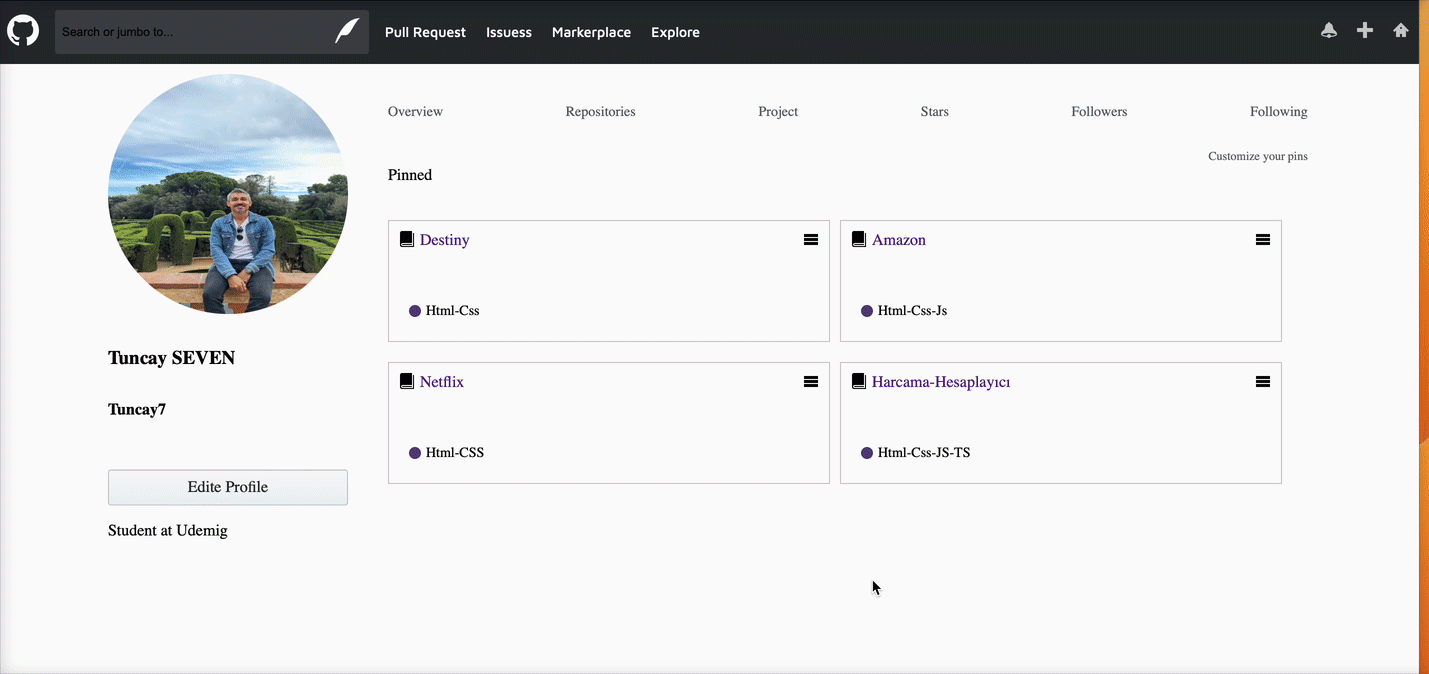 Search or jumbo to... Pull Request Issuess Markerplace Explore
Overview Repositories Project Stars Followers Following
Customize your pins
Pinned
Destiny
Html-Css
Amazon
Html-Css-Js
Netflix
Html-CSS
Harcama-Hesaplayıcı
Html-Css-JS-TS
Tuncay SEVEN
Tuncay7
Edite Profile
Student at Udemig